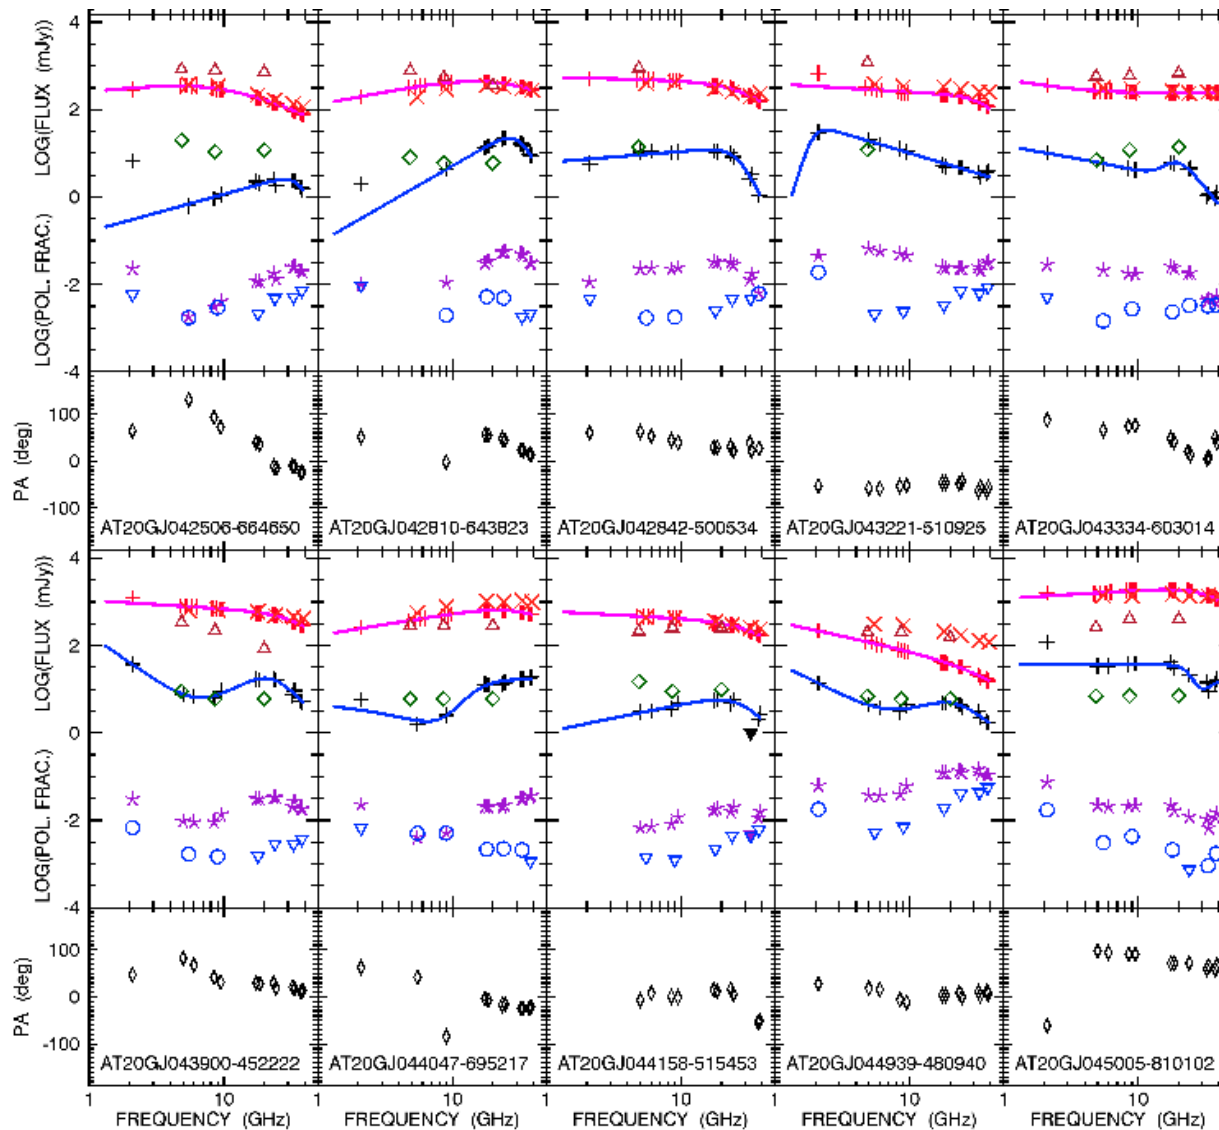 4
2
0
-2
-4
LOG(FLUX (mJy))
LOG(POL. FRAC.)
100
0
-100
PA (deg)
AT20GJ042506-664650
AT20GJ042810-643823
AT20GJ042842-500534
AT20GJ043221-510925
AT20GJ043334-603014
4
2
0
-2
-4
LOG(FLUX (mJy))
LOG(POL. FRAC.)
100
0
-100
PA (deg)
AT20GJ043900-452222
AT20GJ044047-695217
AT20GJ044158-515453
AT20GJ044939-480940
AT20GJ045005-810102
1 10 1 10 1 10 1 10 1 10
FREQUENCY (GHz) FREQUENCY (GHz) FREQUENCY (GHz) FREQUENCY (GHz) FREQUENCY (GHz)